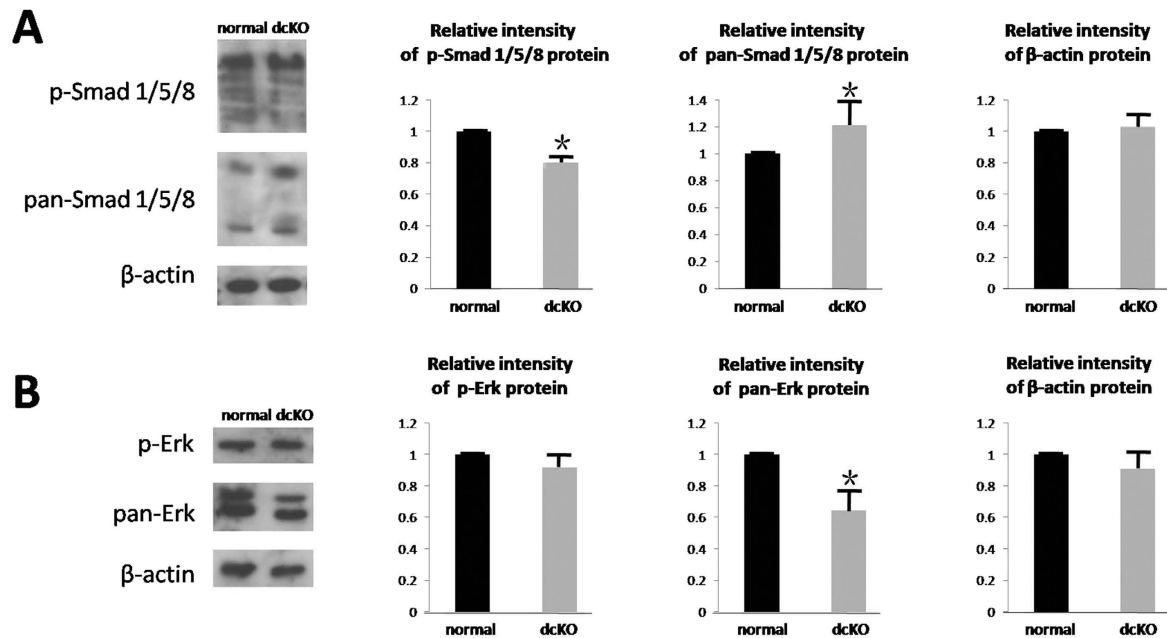 A
normal dcKO
p-Smad 1/5/8
pan-Smad 1/5/8
β-actin
Relative intensity
of p-Smad 1/5/8 protein
1.2
1
0.8
0.6
0.4
0.2
0
normal
dcKO
*
Relative intensity
of pan-Smad 1/5/8 protein
1.4
1.2
1
0.8
0.6
0.4
0.2
0
normal
dcKO
*
Relative intensity
of β-actin protein
1.2
1
0.8
0.6
0.4
0.2
0
normal
dcKO
B
normal dcKO
p-Erk
pan-Erk
β-actin
Relative intensity
of p-Erk protein
1.2
1
0.8
0.6
0.4
0.2
0
normal
dcKO
Relative intensity
of pan-Erk protein
1.2
1
0.8
0.6
0.4
0.2
0
normal
dcKO
*
Relative intensity
of β-actin protein
1.2
1
0.8
0.6
0.4
0.2
0
normal
dcKO